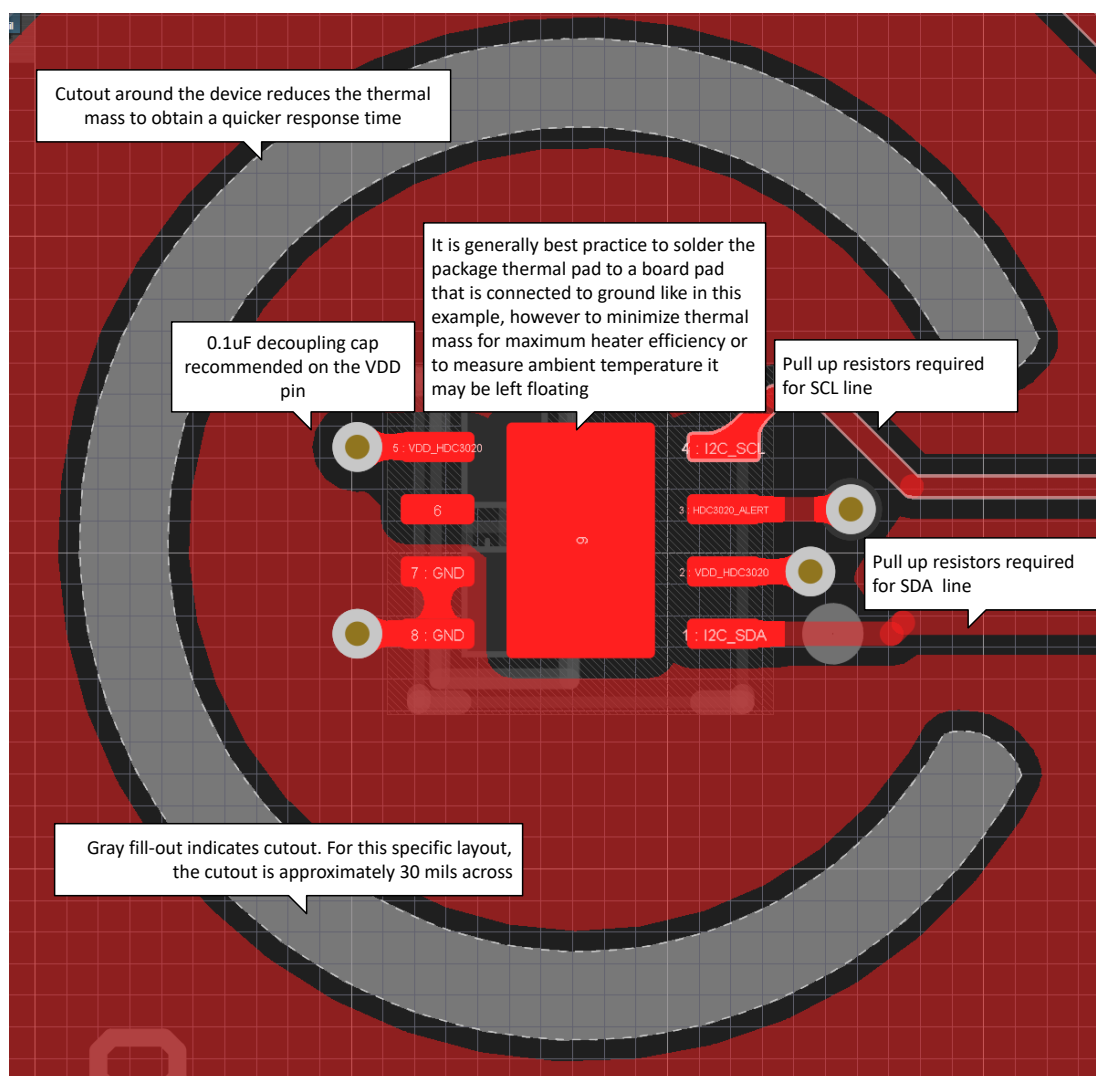 Cutout around the device reduces the thermal
mass to obtain a quicker response time
It is generally best practice to solder the
package thermal pad to a board pad
that is connected to ground like in this
example, however to minimize thermal
mass for maximum heater efficiency or
to measure ambient temperature it
may be left floating
0.1uF decoupling cap
recommended on the VDD
pin
Pull up resistors required
for SCL line
5 : VDD_HDC3020
4 : I2C_SCL
6
3 : HDC3020_ALERT
9
7 : GND
2 : VDD_HDC3020
Pull up resistors required
for SDA line
8 : GND
1 : I2C_SDA
Gray fill-out indicates cutout. For this specific layout,
the cutout is approximately 30 mils across